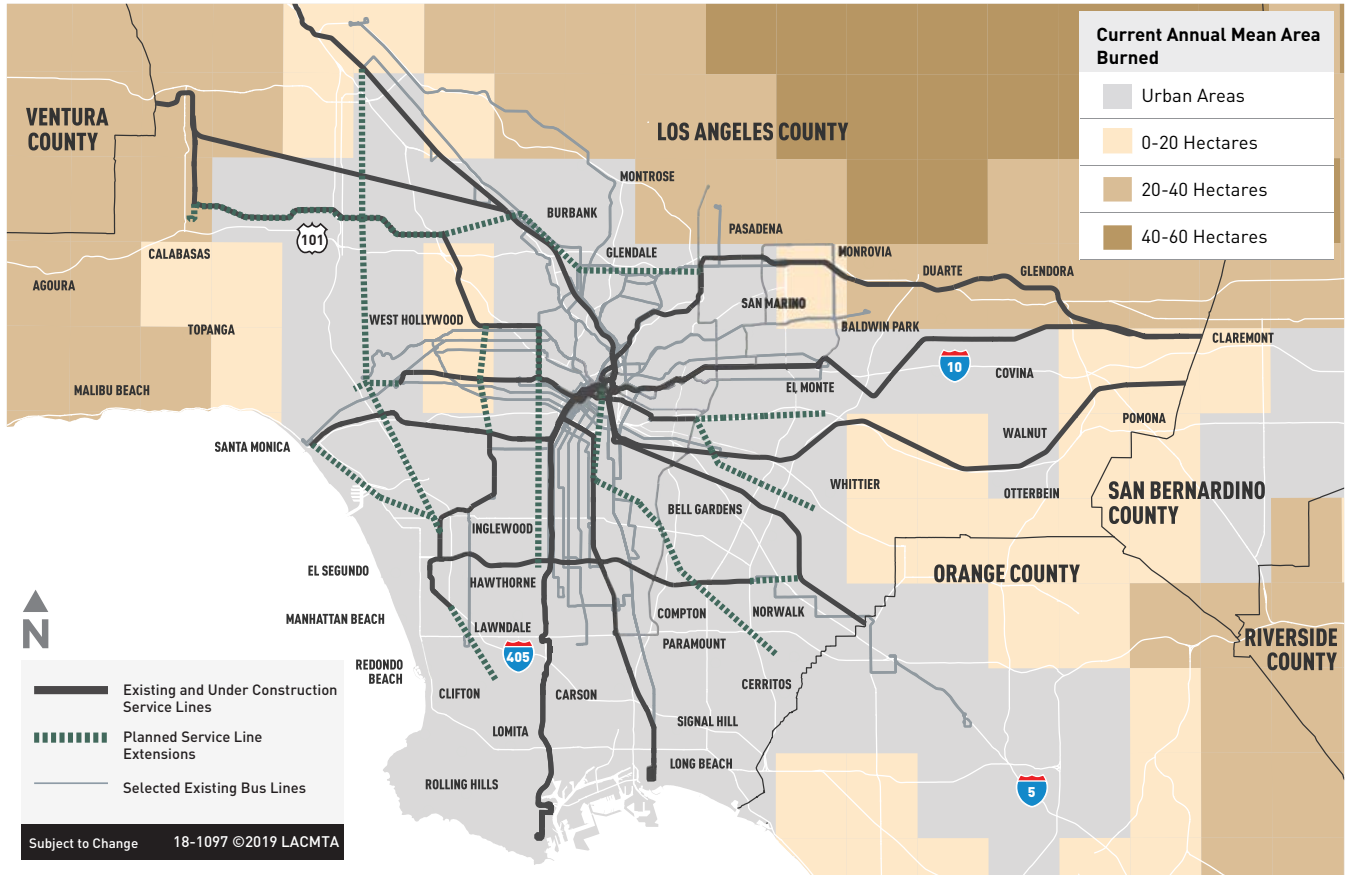 Current Annual Mean Area
Burned
Urban Areas
0-20 Hectares
20-40 Hectares
40-60 Hectares
VENTURA
COUNTY
LOS ANGELES COUNTY
MONTROSE
BURBANK
PASADENA
101
GLENDALE
MONROVIA
CALABASAS
DUARTE
GLENDORA
AGOURA
SAN MARINO
WEST HOLLYWOOD
TOPANGA
BALDWIN PARK
CLAREMONT
10
COVINA
MALIBU BEACH
EL MONTE
POMONA
SANTA MONICA
WALNUT
WHITTIER
OTTERBEIN
SAN BERNARDINO
COUNTY
BELL GARDENS
INGLEWOOD
EL SEGUNDO
HAWTHORNE
ORANGE COUNTY
MANHATTAN BEACH
COMPTON
NORWALK
LAWNDALE
PARAMOUNT
RIVERSIDE
COUNTY
N
405
REDONDO
BEACH
CERRITOS
CLIFTON
CARSON
LOMITA
SIGNAL HILL
LONG BEACH
ROLLING HILLS
5
Existing and Under Construction
Service Lines
Planned Service Line
Extensions
Selected Existing Bus Lines
Subject to Change 18-1097 ©2019 LACMTA